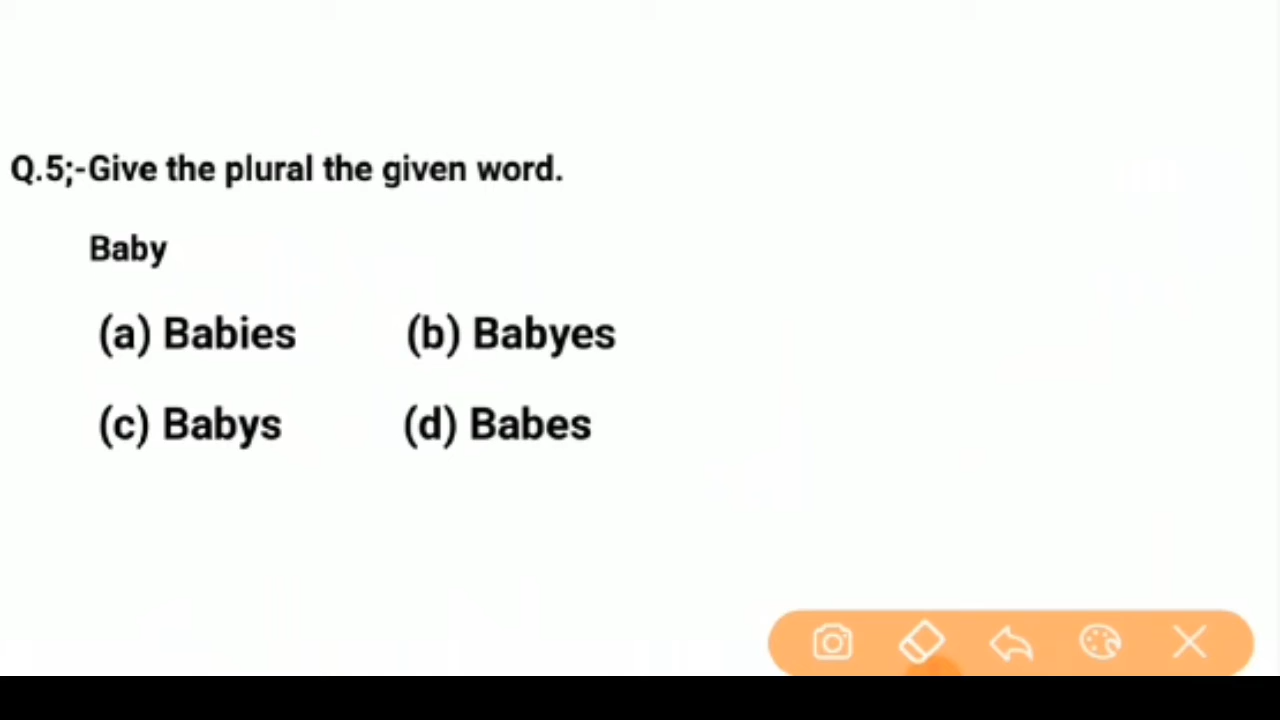 Q.5;-Give the plural the given word.
Baby
(a) Babies (b) Babyes
(c) Babys (d) Babes